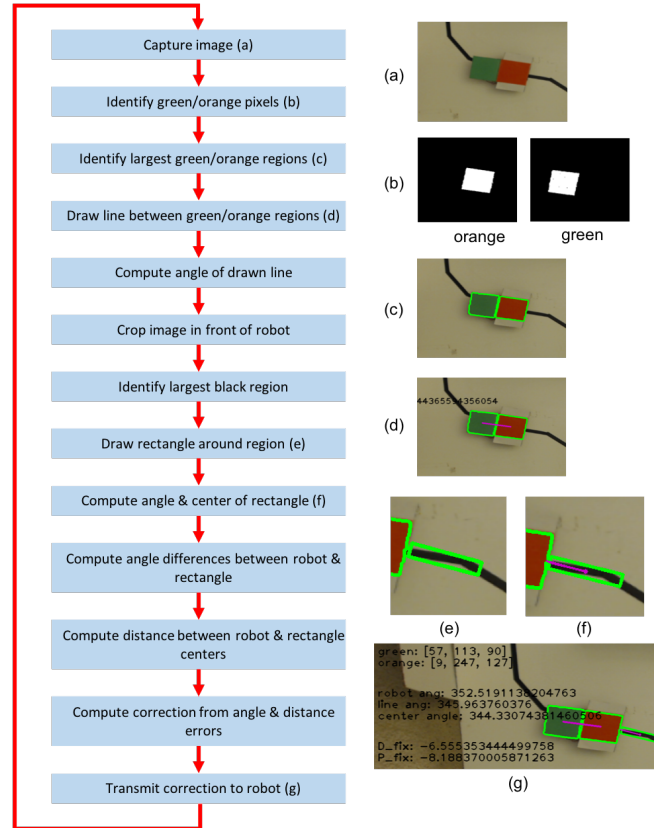 Capture image (a)
Identify green/orange pixels (b)
Identify largest green/orange regions (c)
Draw line between green/orange regions (d)
Compute angle of drawn line
Crop image in front of robot
Identify largest black region
Draw rectangle around region (e)
Compute angle & center of rectangle (f)
Compute angle differences between robot &
rectangle
Compute distance between robot & rectangle
centers
Compute correction from angle & distance
errors
Transmit correction to robot (g)
(a)
(b)
orange
green
(c)
(d)
44365594356054
(e)
(f)
green: [57, 113, 90]
orange: [9, 247, 127]
robot ang: 352.5191138204763
line ang: 345.963760376
center angle: 344.33074381460506
D_fix: -6.555353444499758
P_fix: -8.188370005871263
(g)